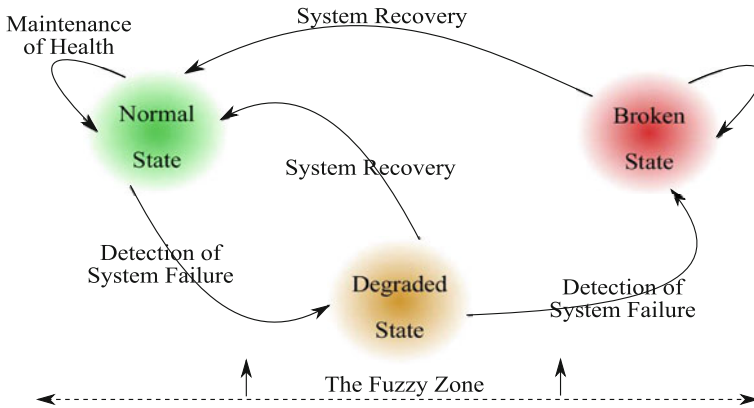 System Recovery
Maintenance
of Health
Normal
State
Broken
State
System Recovery
Detection of
System Failure
Degraded
State
Detection of
System Failure
The Fuzzy Zone